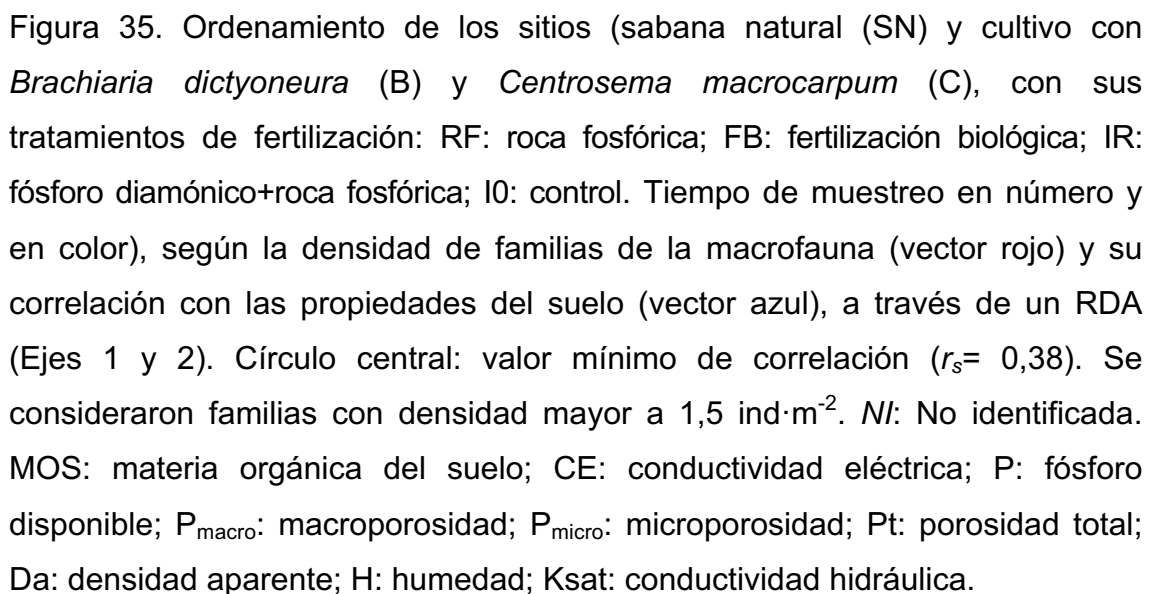 Figura 35. Ordenamiento de los sitios (sabana natural (SN) y cultivo con
Brachiaria dictyoneura (B) y Centrosema macrocarpum (C), con sus
tratamientos de fertilización: RF: roca fosfórica; FB: fertilización biológica; IR:
fósforo diamónico+roca fosfórica; I0: control. Tiempo de muestreo en número y
en color), según la densidad de familias de la macrofauna (vector rojo) y su
correlación con las propiedades del suelo (vector azul), a través de un RDA
(Ejes 1 y 2). Círculo central: valor mínimo de correlación (rs= 0,38). Se
consideraron familias con densidad mayor a 1,5 ind·m-2. NI: No identificada.
MOS: materia orgánica del suelo; CE: conductividad eléctrica; P: fósforo
disponible; Pmacro: macroporosidad; Pmicro: microporosidad; Pt: porosidad total;
Da: densidad aparente; H: humedad; Ksat: conductividad hidráulica.